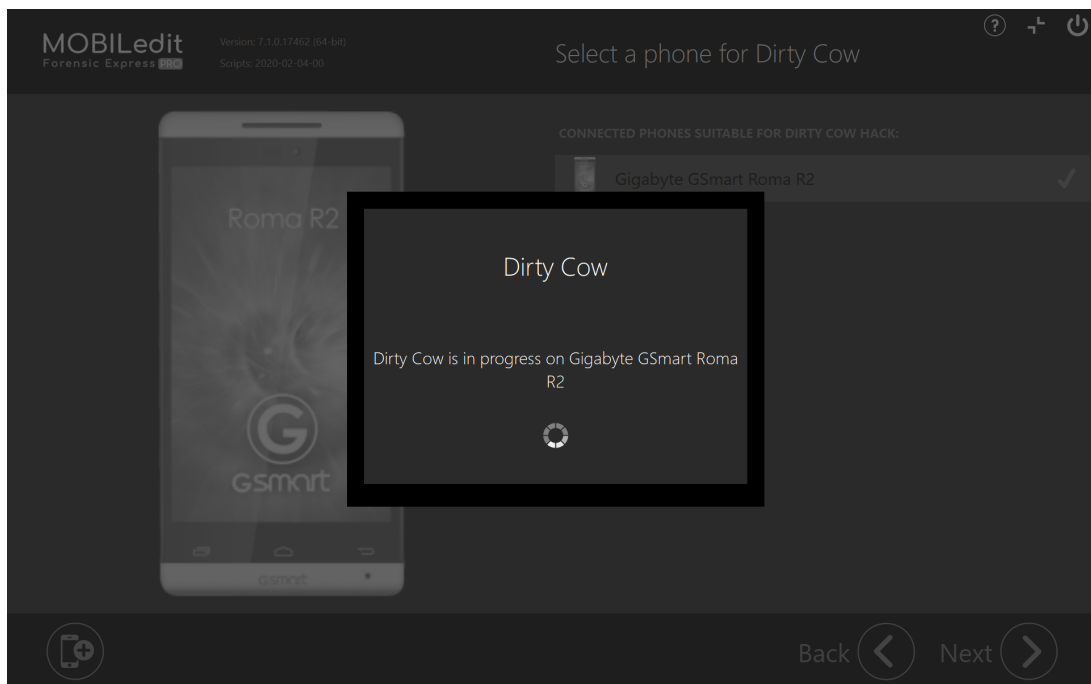 MOBILedit
Forensic Express PRO
Version: 7.1.0.17462 (64-bit)
Scripts: 2020-02-04-00
Select a phone for Dirty Cow
?
CONNECTED PHONES SUITABLE FOR DIRTY COW HACK:
Gigabyte GSmart Roma R2
Roma R2
G
GSmart
GSmart
Dirty Cow
Dirty Cow is in progress on Gigabyte GSmart Roma
R2
Back
Next